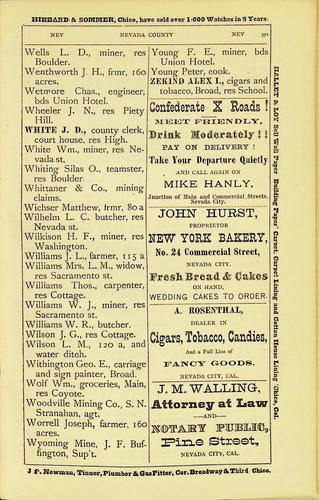 HIBBARD & SOMMER, Chico, have sold over 1000 Watches in 8 Years.
NEV NEVADA COUNTY NEV 371
Wells L. D., miner, res
Boulder.
Wentworth J. H., frmr, 160
acres.
Wetmore Chas., engineer,
bds Union Hotel.
Wheeler J. N., res Piety
Hill.
WHITE J. D., county clerk,
court house, res High.
White Wm., miner, res Ne-
vada st.
Whiting Silas O., teamster,
res Boulder.
Whittaner & Co., mining
claims.
Wichser Matthew, frmr, 80 a
Wilhelm L. C. butcher, res
Nevada st.
Wilkison H. F., miner, res
Washington.
Williams J. L., farmer, 115 a
Williams Mrs. L. M., widow,
res Sacramento st.
Williams Thos., carpenter,
res Cottage.
Williams W. J., miner, res
Sacramento st.
Williams W. R., butcher.
Wilson J. G., res Cottage.
Wilson L. M., 120 a, and
water ditch.
Withington Geo. E., carriage
and sign painter, Broad.
Wolf Wm., groceries, Main,
res Coyote.
Woodville Mining Co., S. N.
Stranahan, agt.
Worrell Joseph, farmer, 160
acres.
Wyoming Mine, J. F. Buf-
fington, Sup't.
Young F. E., miner, bds
Union Hotel.
Young Peter, cook.
ZEKIND ALEX I., cigars and
tobacco, Broad, res School.
Confederate X Roads!
MEET FRIENDLY,
Drink Moderately!!
PAY ON DELIVERY!
Take Your Departure Quietly
AND CALL AGAIN ON
MIKE HANLY,
Junction of Main and Commercial Streets,
Nevada City.
JOHN HURST,
PROPRIETOR
NEW YORK BAKERY,
No. 24 Commercial Street,
NEVADA CITY.
Fresh Bread & Cakes
ON HAND.
WEDDING CAKES TO ORDER.
A. ROSENTHAL,
DEALER IN
Cigars, Tobacco, Candies,
And a Full Line of
FANCY GOODS.
NEVADA CITY, CAL.
J. M. WALLING,
Attorney at Law
—AND—
NOTARY PUBLIC,
Pine Street,
NEVADA CITY, CAL.
HALLET & LOY Sell Wall Paper Building Paper Carpet, Carpet Lining and Cotton House Lining Chico, Cal.
J. F. Newman, Tinner, Plumber & Gas Fitter, Cor. Broadway & Third Chico.